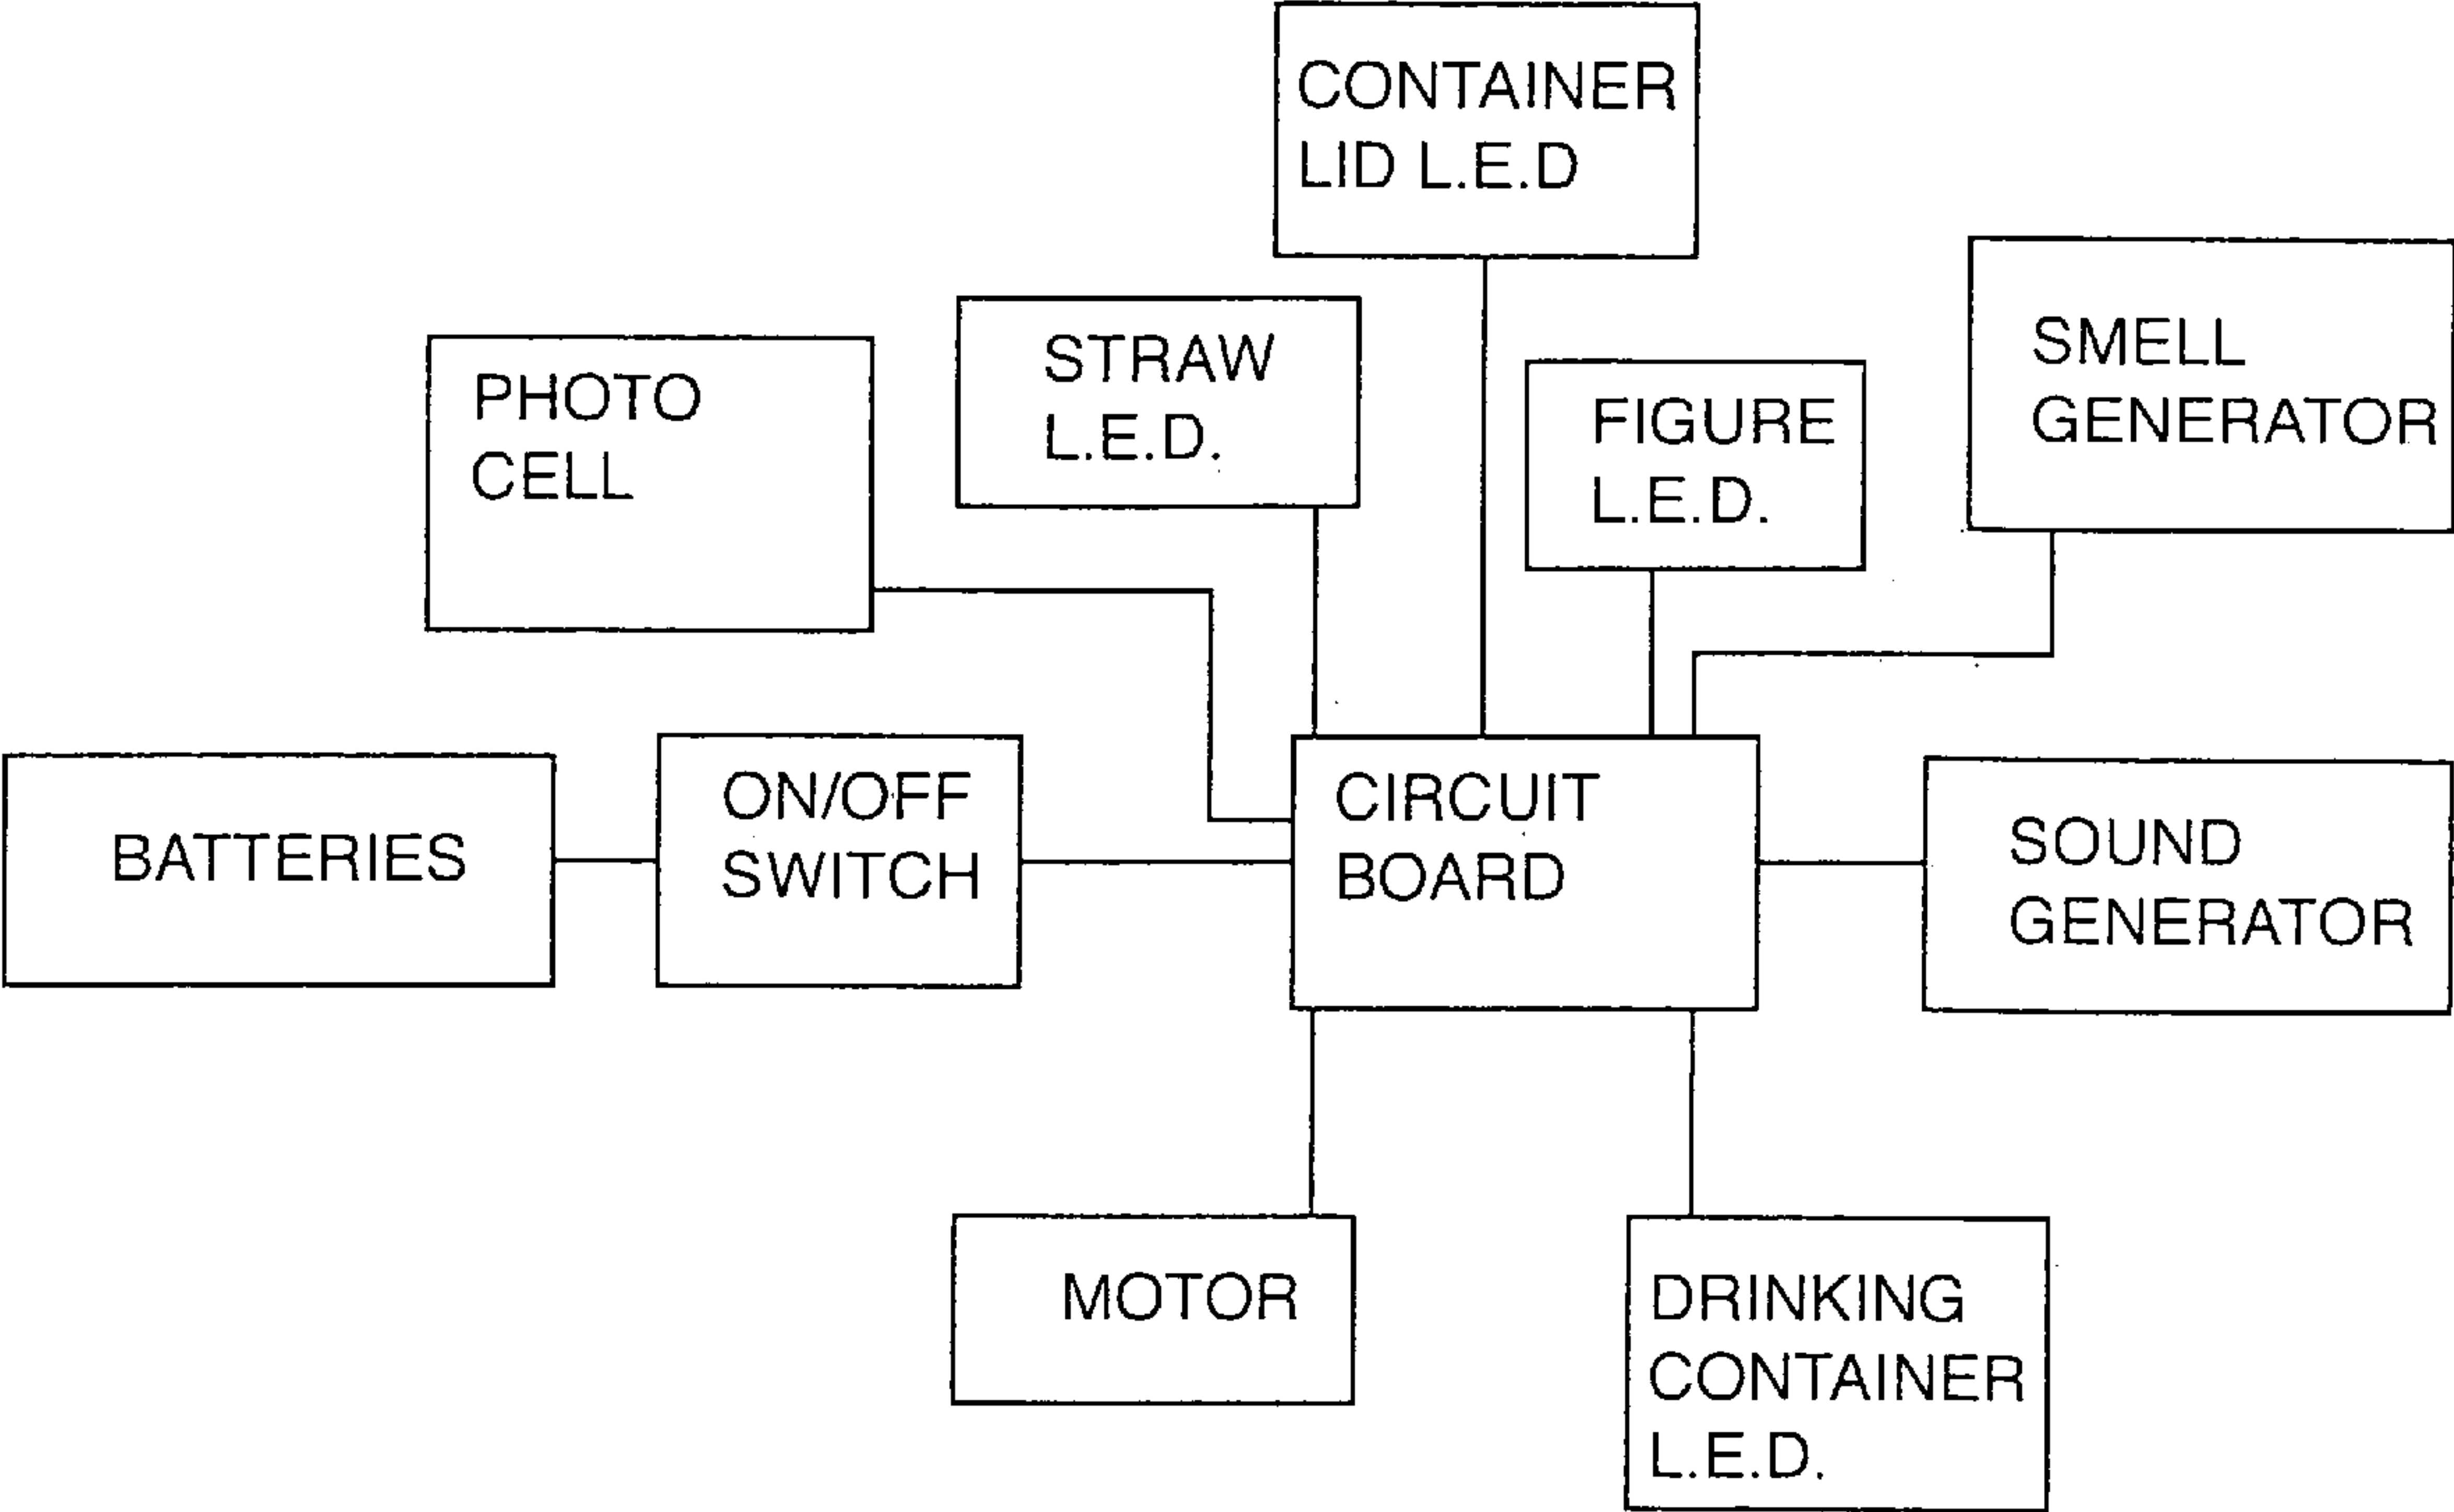 CONTAINER
LID L.E.D
STRAW
L.E.D.
PHOTO
CELL
FIGURE
L.E.D.
SMELL
GENERATOR
BATTERIES
ON/OFF
SWITCH
CIRCUIT
BOARD
SOUND
GENERATOR
MOTOR
DRINKING
CONTAINER
L.E.D.